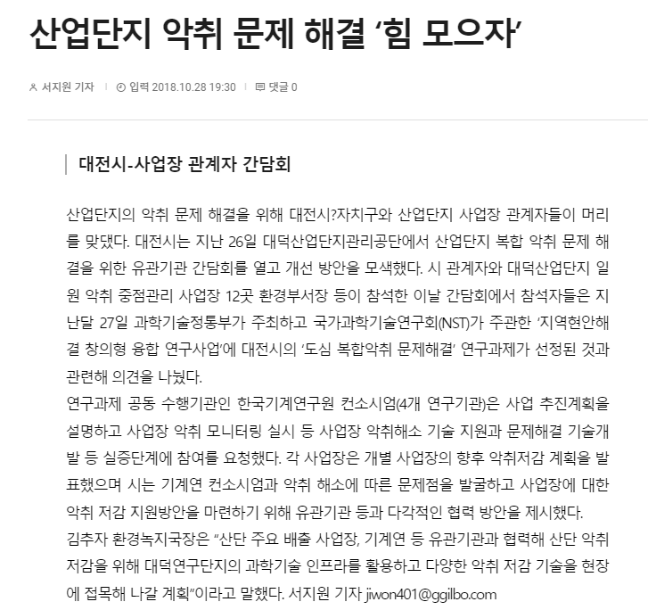 산업단지 악취 문제 해결 ‘힘 모으자’
서지원 기자 입력 2018.10.28 19:30 댓글 0
대전시-사업장 관계자 간담회
산업단지의 악취 문제 해결을 위해 대전시?자치구와 산업단지 사업장 관계자들이 머리
를 맞댔다. 대전시는 지난 26일 대덕산업단지관리공단에서 산업단지 복합 악취 문제 해
결을 위한 유관기관 간담회를 열고 개선 방안을 모색했다. 시 관계자와 대덕산업단지 일
원 악취 중점관리 사업장 12곳 환경부서장 등이 참석한 이날 간담회에서 참석자들은 지
난달 27일 과학기술정통부가 주최하고 국가과학기술연구회(NST)가 주관한 ‘지역현안해
결 창의형 융합 연구사업’에 대전시의 ‘도심 복합악취 문제해결’ 연구과제가 선정된 것과
관련해 의견을 나눴다.
연구과제 공동 수행기관인 한국기계연구원 컨소시엄(4개 연구기관)은 사업 추진계획을
설명하고 사업장 악취 모니터링 실시 등 사업장 악취해소 기술 지원과 문제해결 기술개
발 등 실증단계에 참여를 요청했다. 각 사업장은 개별 사업장의 향후 악취저감 계획을 발
표했으며 시는 기계연 컨소시엄과 악취 해소에 따른 문제점을 발굴하고 사업장에 대한
악취 저감 지원방안을 마련하기 위해 유관기관 등과 다각적인 협력 방안을 제시했다.
김추자 환경녹지국장은 “산단 주요 배출 사업장, 기계연 등 유관기관과 협력해 산단 악취
저감을 위해 대덕연구단지의 과학기술 인프라를 활용하고 다양한 악취 저감 기술을 현장
에 접목해 나갈 계획”이라고 말했다. 서지원 기자 jiwon401@ggilbo.com